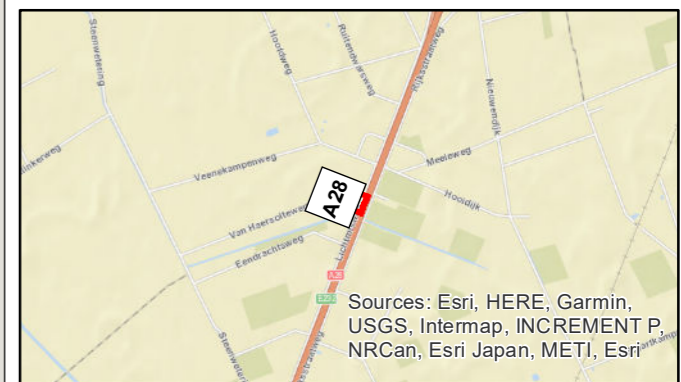 Steenwetering
Hooidweg
Ruitendwarsweg
Rijksstraatweg
Nieuwendijk
Veenekampenweg
Meeleweg
Hooidijk
A28
Van Haersolteweg
Eendrachtsweg
A28
Sources: Esri, HERE, Garmin,
USGS, Intermap, INCREMENT P,
NRCan, Esri Japan, METI, Esri